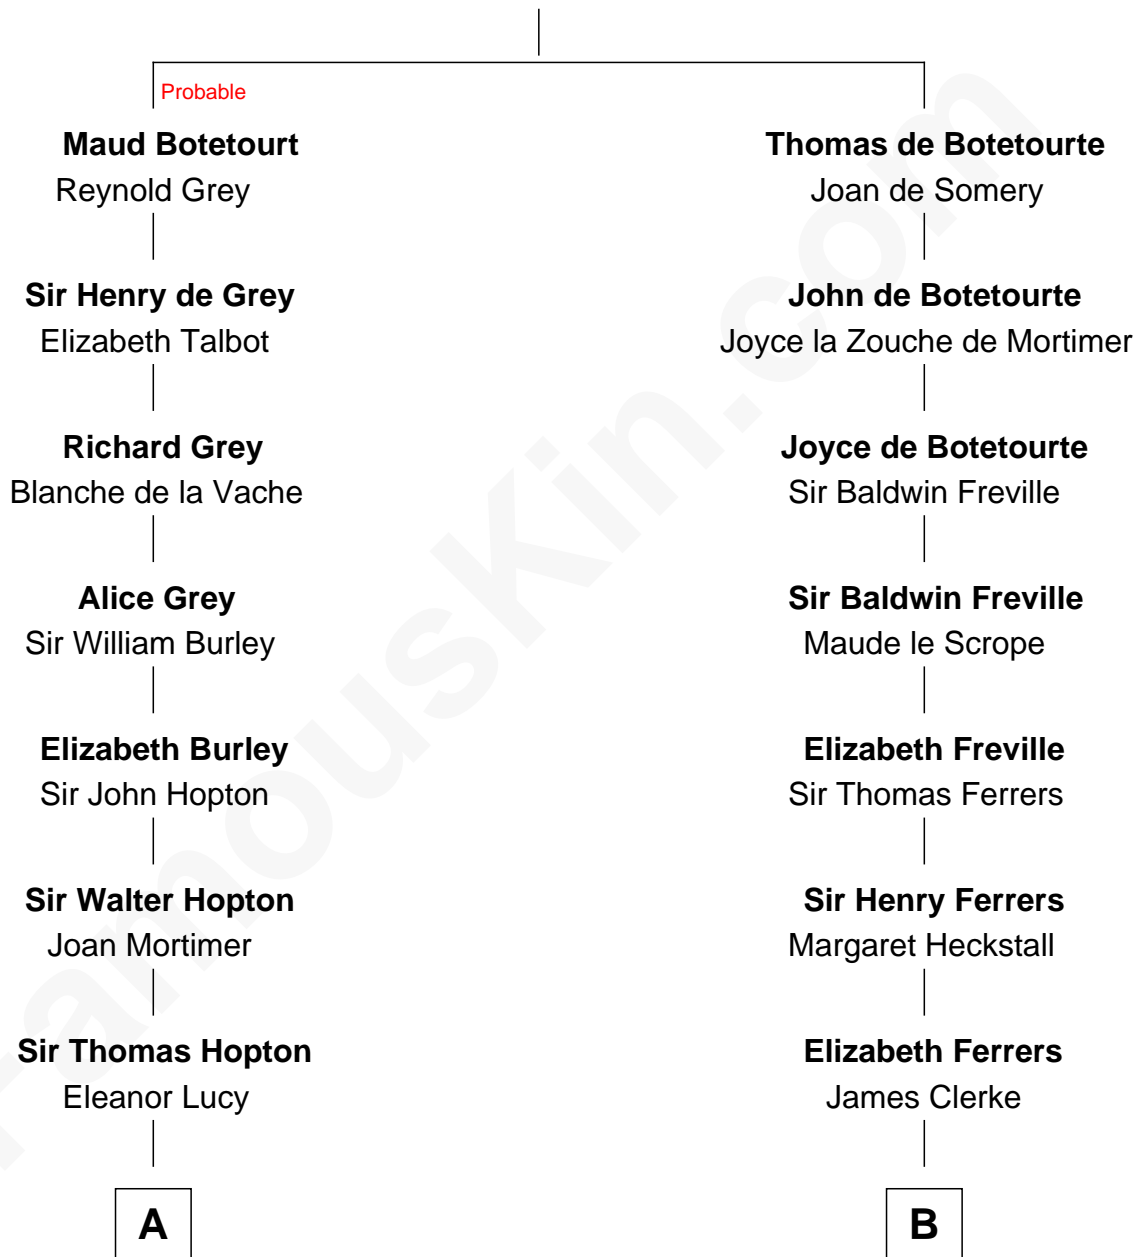 Probable
Maud Botetourt
Reynold Grey
Sir Henry de Grey
Elizabeth Talbot
Richard Grey
Blanche de la Vache
Alice Grey
Sir William Burley
Elizabeth Burley
Sir John Hopton
Sir Walter Hopton
Joan Mortimer
Sir Thomas Hopton
Eleanor Lucy
A
Thomas de Botetourte
Joan de Somery
John de Botetourte
Joyce la Zouche de Mortimer
Joyce de Botetourte
Sir Baldwin Freville
Sir Baldwin Freville
Maude le Scrope
Elizabeth Freville
Sir Thomas Ferrers
Sir Henry Ferrers
Margaret Heckstall
Elizabeth Ferrers
James Clerke
B
FamousKin.com